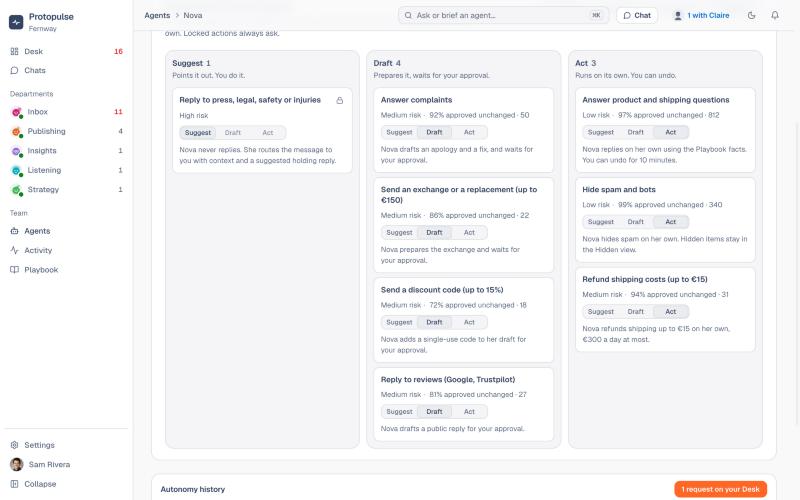 Protopulse
Fernway
Agents > Nova
Ask or brief an agent...
⌘K
Chat
1 with Claire
Desk 16
Chats
Departments
Inbox 11
Publishing 4
Insights 1
Listening 1
Strategy 1
Team
Agents
Activity
Playbook
Settings
Sam Rivera
Collapse
own. Locked actions always ask.
Suggest 1
Points it out. You do it.
Reply to press, legal, safety or injuries
High risk
Suggest Draft Act
Nova never replies. She routes the message to
you with context and a suggested holding reply.
Draft 4
Prepares it, waits for your approval.
Answer complaints
Medium risk · 92% approved unchanged · 50
Suggest Draft Act
Nova drafts an apology and a fix, and waits for
your approval.
Send an exchange or a replacement (up to
€150)
Medium risk · 86% approved unchanged · 22
Suggest Draft Act
Nova prepares the exchange and waits for
your approval.
Send a discount code (up to 15%)
Medium risk · 72% approved unchanged · 18
Suggest Draft Act
Nova adds a single-use code to her draft for
your approval.
Reply to reviews (Google, Trustpilot)
Medium risk · 81% approved unchanged · 27
Suggest Draft Act
Nova drafts a public reply for your approval.
Act 3
Runs on its own. You can undo.
Answer product and shipping questions
Low risk · 97% approved unchanged · 812
Suggest Draft Act
Nova replies on her own using the Playbook facts.
You can undo for 10 minutes.
Hide spam and bots
Low risk · 99% approved unchanged · 340
Suggest Draft Act
Nova hides spam on her own. Hidden items stay in
the Hidden view.
Refund shipping costs (up to €15)
Medium risk · 94% approved unchanged · 31
Suggest Draft Act
Nova refunds shipping up to €15 on her own,
€300 a day at most.
Autonomy history
1 request on your Desk